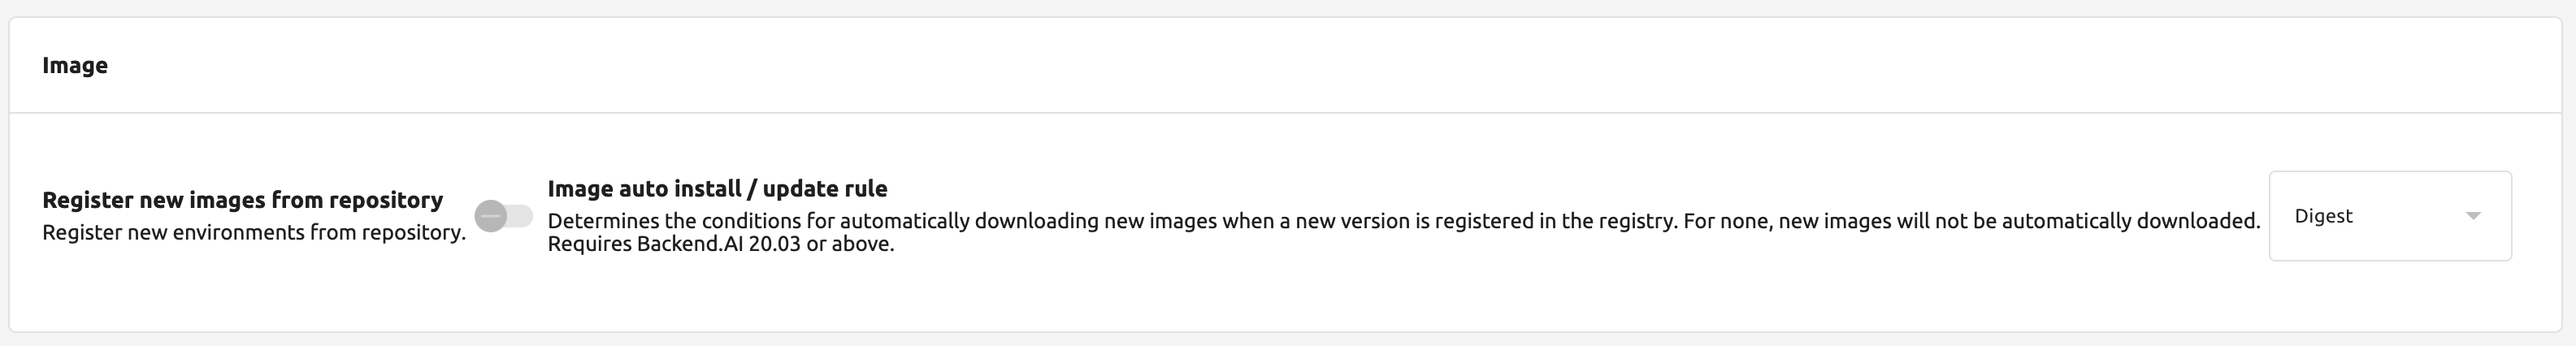 Image
Register new images from repository
Register new environments from repository.
Image auto install / update rule
Determines the conditions for automatically downloading new images when a new version is registered in the registry. For none, new images will not be automatically downloaded.
Requires Backend.AI 20.03 or above.
Digest